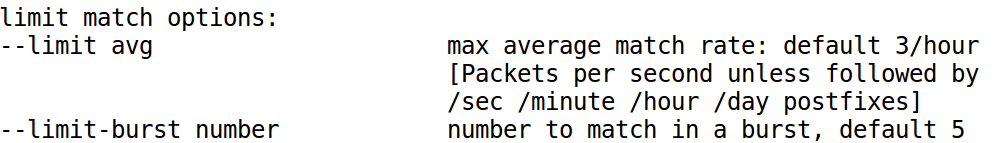 limit match options:
--limit avg                     max average match rate: default 3/hour
                                [Packets per second unless followed by
                                /sec /minute /hour /day postfixes]
--limit-burst number            number to match in a burst, default 5